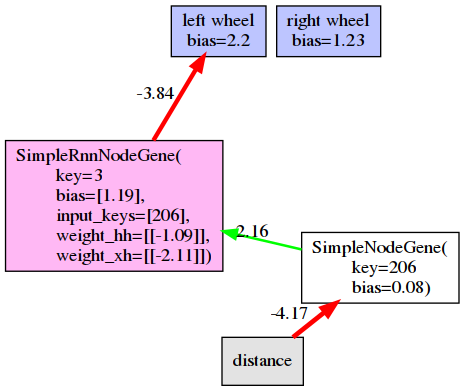 left wheel
bias=2.2
right wheel
bias=1.23
-3.84
SimpleRnnNodeGene(
key=3
bias=[1.19],
input_keys=[206],
weight_hh=[[-1.09]],
weight_xh=[[-2.11]])
2.16
SimpleNodeGene(
key=206
bias=0.08)
-4.17
distance